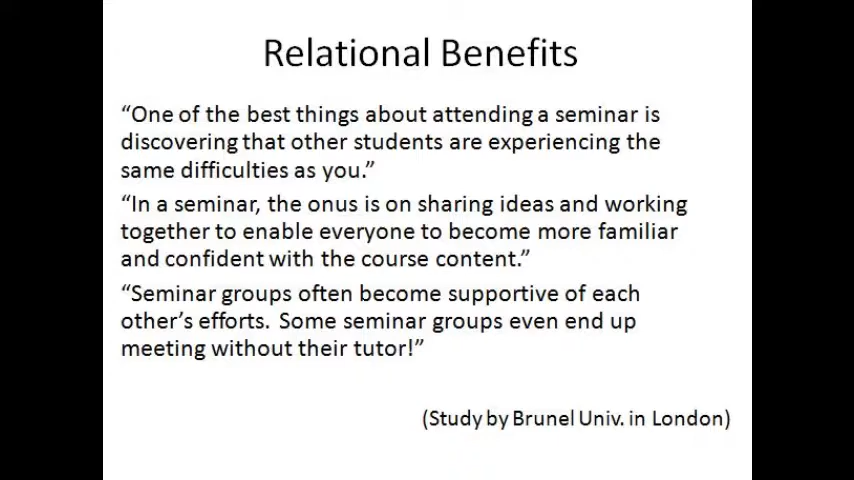 Relational Benefits
“One of the best things about attending a seminar is
discovering that other students are experiencing the
same difficulties as you.”
“In a seminar, the onus is on sharing ideas and working
together to enable everyone to become more familiar
and confident with the course content.”
“Seminar groups often become supportive of each
other’s efforts.  Some seminar groups even end up
meeting without their tutor!”
(Study by Brunel Univ. in London)